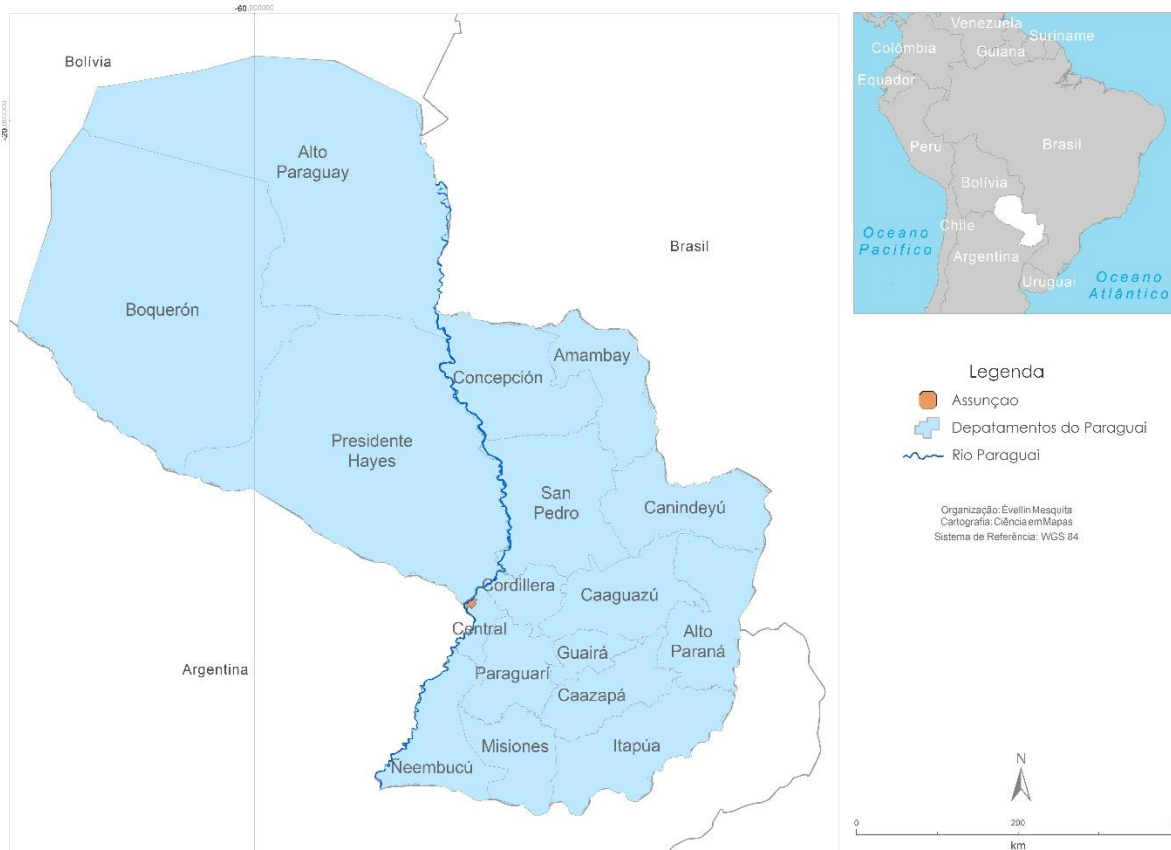 -60,000000
-20,000000
Bolívia
Alto
Paraguay
Brasil
Boquerón
Amambay
Concepción
Presidente
Hayes
San
Pedro
Canindeyú
Cordillera
Caaguazú
Central
Alto
Paraná
Guairá
Argentina
Paraguarí
Caazapá
Misiones
Itapúa
Ñeembucú
Venezuela
Suriname
Colômbia
Guiana
Equador
Peru
Brasil
Bolívia
Chile
Oceano
Pacífico
Argentina
Uruguai
Oceano
Atlântico
Legenda
Assunçao
Depatamentos do Paraguai
Rio Paraguai
Organização: Évellin Mesquita
Cartografia: Ciência em Mapas
Sistema de Referência: WGS 84
N
0 200
km